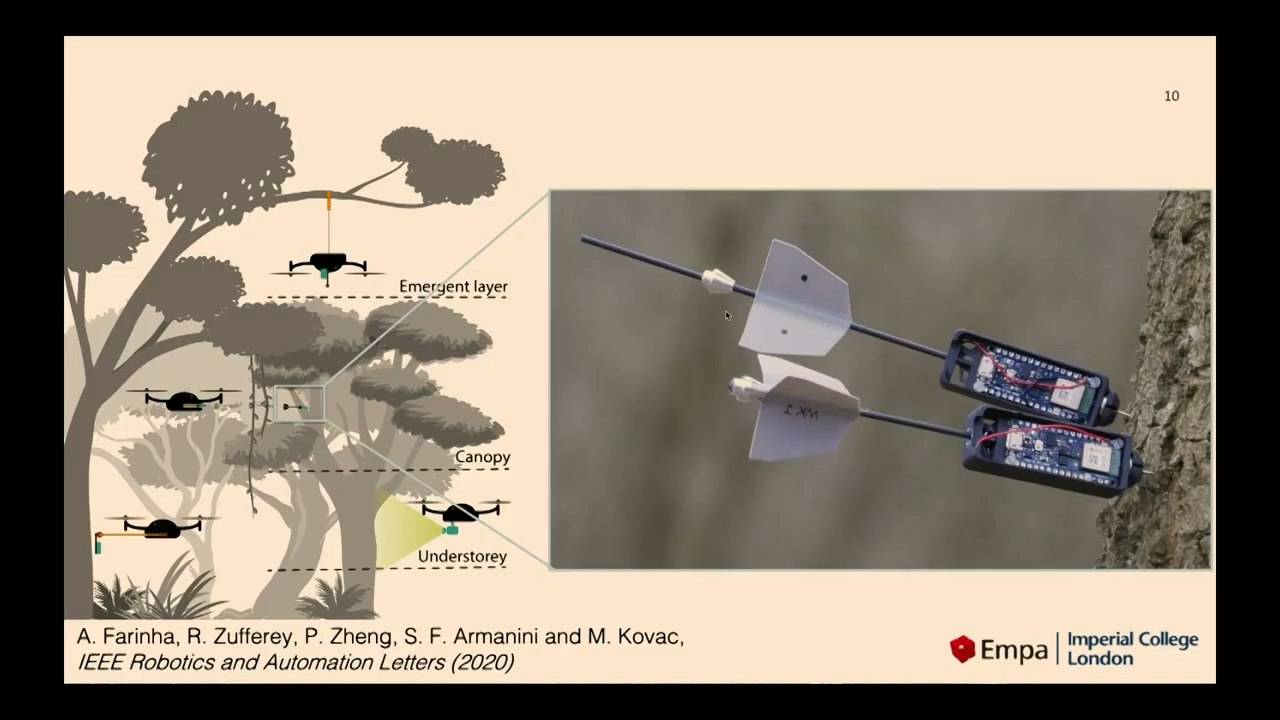 10
Emergent layer
Canopy
Understorey
WK7
A. Farinha, R. Zufferey, P. Zheng, S. F. Armanini and M. Kovac,
IEEE Robotics and Automation Letters (2020)
Empa
Imperial College
London